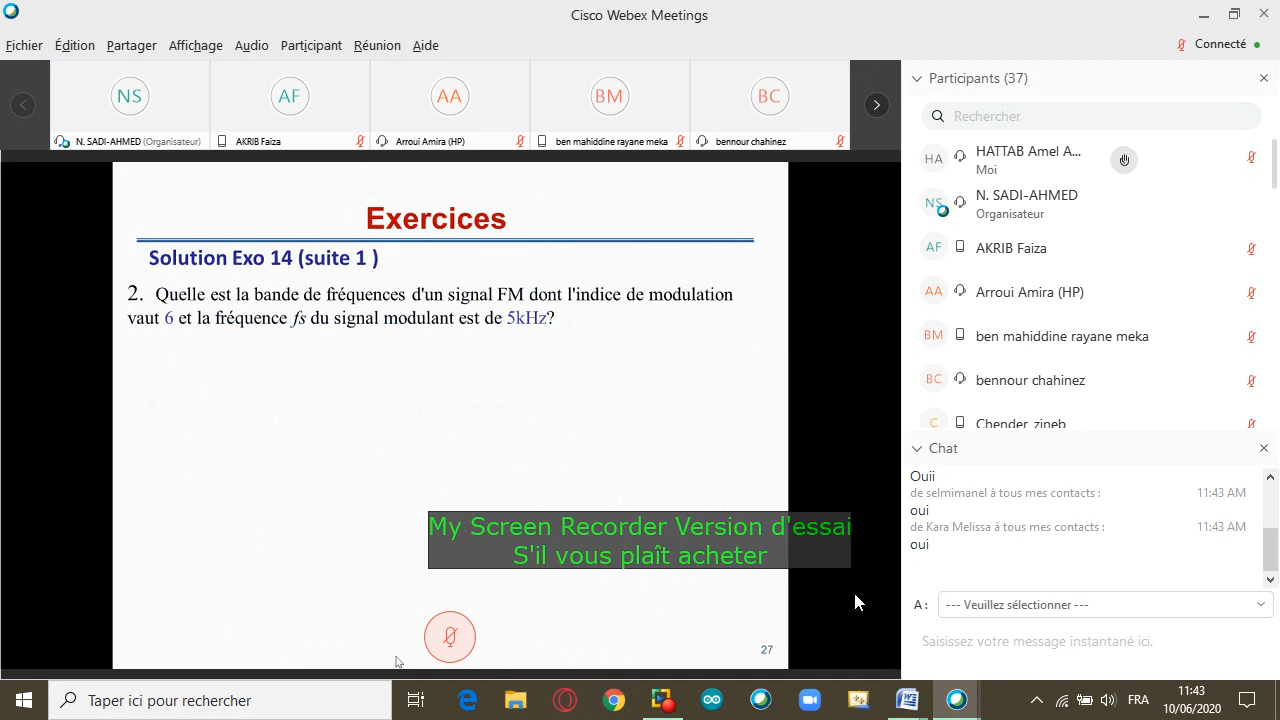 Cisco Webex Meetings
Fichier Édition Partager Affichage Audio Participant Réunion Aide
Connecté
NS
AF
AA
BM
BC
N. SADI-AHMED (Organisateur)
AKRIB Faiza
Arroui Amira (HP)
ben mahiddine rayane meka
bennour chahinez
Exercices
Solution Exo 14 (suite 1 )
2. Quelle est la bande de fréquences d'un signal FM dont l'indice de modulation
vaut 6 et la fréquence fs du signal modulant est de 5kHz?
My Screen Recorder Version d'essai
S'il vous plaît acheter
27
Participants (37)
Rechercher
HA HATTAB Amel A...
Moi
NS N. SADI-AHMED
Organisateur
AF AKRIB Faiza
AA Arroui Amira (HP)
BM ben mahiddine rayane meka
BC bennour chahinez
C Chender zineb
Chat
Ouii
de selmimanel à tous mes contacts : 11:43 AM
oui
de Kara Melissa à tous mes contacts : 11:43 AM
oui
A : --- Veuillez sélectionner ---
Saisissez votre message instantané ici.
Taper ici pour rechercher
FRA
11:43
10/06/2020